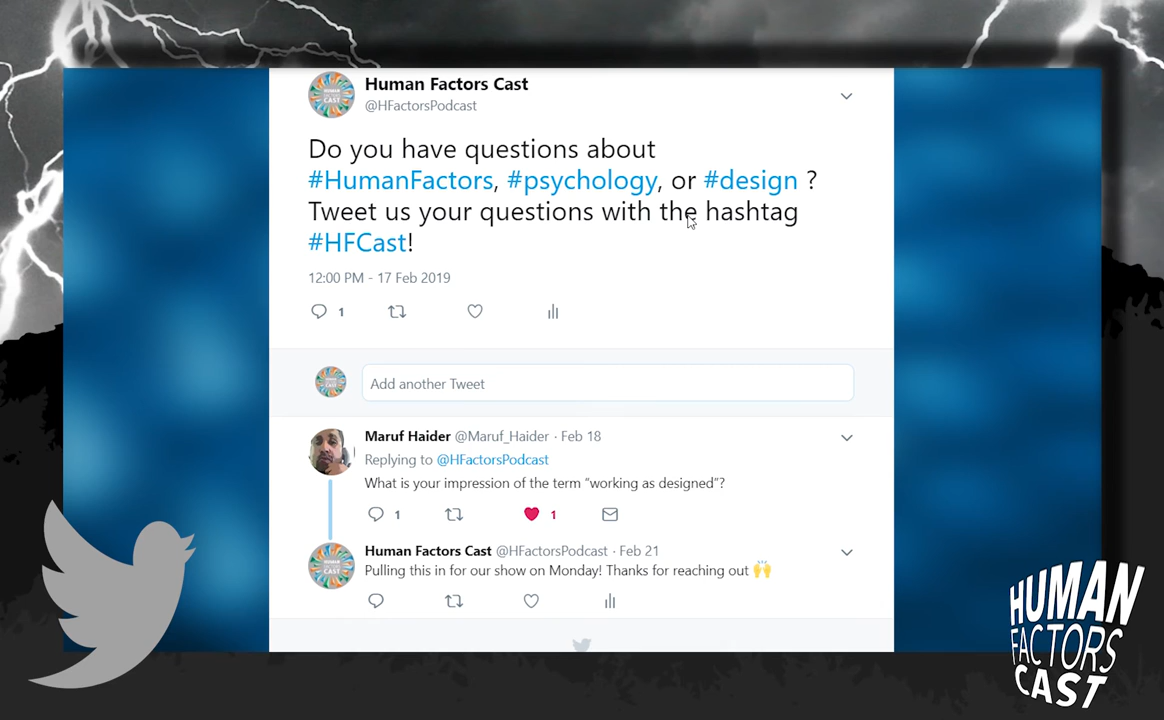 Human Factors Cast
@HFactorsPodcast
Do you have questions about
#HumanFactors, #psychology, or #design ?
Tweet us your questions with the hashtag
#HFCast!
12:00 PM - 17 Feb 2019
1
Add another Tweet
Maruf Haider @Maruf_Haider · Feb 18
Replying to @HFactorsPodcast
What is your impression of the term “working as designed”?
1 1
Human Factors Cast @HFactorsPodcast · Feb 21
Pulling this in for our show on Monday! Thanks for reaching out 🙌
HUMAN
FACTORS
CAST